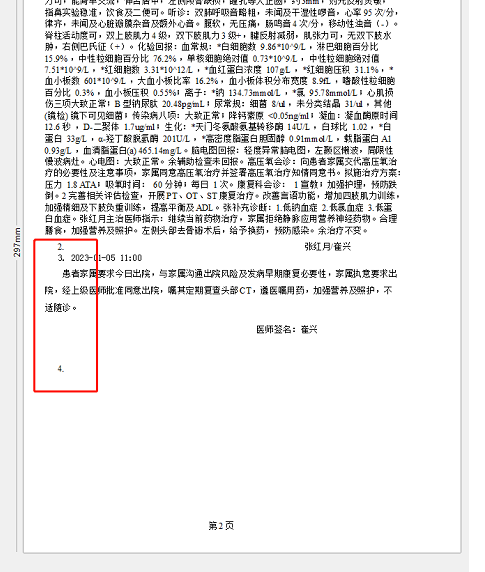 力可，能简单交流，伸舌居中，左侧颅骨缺损，瞳孔等大正圆，约3mm，对光反射灵敏，
指鼻实验稳准，饮食及二便可。听诊：双肺呼吸音略粗，未闻及干湿性啰音，心率 95 次/分，
律齐，未闻及心脏杂音及额外心音。腹软，无压痛，肠鸣音 4 次/分，移动性浊音（-）。
脊柱活动度可，双上肢肌力 4 级，双下肢肌力 3 级+，腱反射减弱，肌张力可，无双下水
肿，右侧巴氏征（+）。化验回报：血常规：*白细胞数 9.86*10^9/L，淋巴细胞百分比
15.9%，中性粒细胞百分比 76.2%，单核细胞绝对值 0.73*10^9/L，中性粒细胞绝对值
7.51*10^9/L，*红细胞数 3.31*10^12/L，*血红蛋白浓度 107g/L，*红细胞压积 31.1%，*
血小板数 601*10^9/L，大血小板比率 16.2%，血小板体积分布宽度 8.9fL，嗜酸性粒细胞
百分比 0.3%，血小板压积 0.55%；离子：*钠 134.73mmol/L，*氯 95.78mmol/L；心肌损
伤三项大致正常；B 型钠尿肽 20.48pg/mL；尿常规：细菌 8/ul，未分类结晶 31/ul，其他
(镜检) 镜下可见细菌；传染病八项：大致正常；降钙素原 <0.05ng/ml；凝血：凝血酶原时间
12.6 秒，D-二聚体 1.7ug/ml；生化：*天门冬氨酸氨基转移酶 14U/L，白球比 1.02，*白
蛋白 33g/L，α-羟丁酸脱氢酶 201U/L，*高密度脂蛋白胆固醇 0.91mmol/L，载脂蛋白 A1
0.93g/L，血清脂蛋白(a) 465.14mg/L。脑电图回报：轻度异常脑电图，左颞区慢波，局限性
慢波病灶。心电图：大致正常。余辅助检查未回报。高压氧会诊：向患者家属交代高压氧治
疗的必要性及注意事项，家属同意高压氧治疗并签署高压氧治疗知情同意书。拟施治疗方案：
压力 1.8 ATA；吸氧时间： 60 分钟；每日 1 次。康复科会诊： 1 宣教；加强护理，预防跌
倒。2 完善相关评估检查，开展 PT、OT、ST 康复治疗。改善言语功能，增加四肢肌力训练，
加强精细及下肢负重训练，提高平衡及 ADL。张补充诊断：1.低钠血症 2.低氯血症 3.低蛋
白血症。张红月主治医师指示：继续当前药物治疗，家属拒绝静脉应用营养神经药物。合理
膳食，加强营养及照护。左侧头部去骨瓣术后，给予换药，预防感染。余治疗不变。
2. 张红月/崔兴
3. 2023-01-05 11:00
患者家属要求今日出院，与家属沟通出院风险及发病早期康复必要性，家属执意要求出
院，经上级医师批准同意出院，嘱其定期复查头部 CT，遵医嘱用药，加强营养及照护，不
适随诊。
医师签名：崔兴
4.
第 2 页
297mm